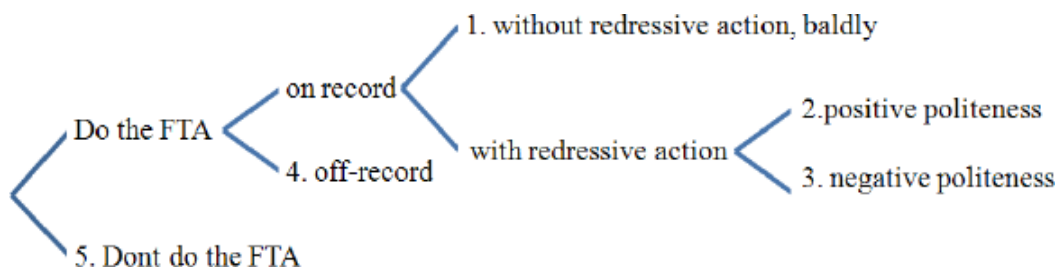 1. without redressive action, baldly
on record
Do the FTA
2.positive politeness
with redressive action
4. off-record
3. negative politeness
5. Dont do the FTA